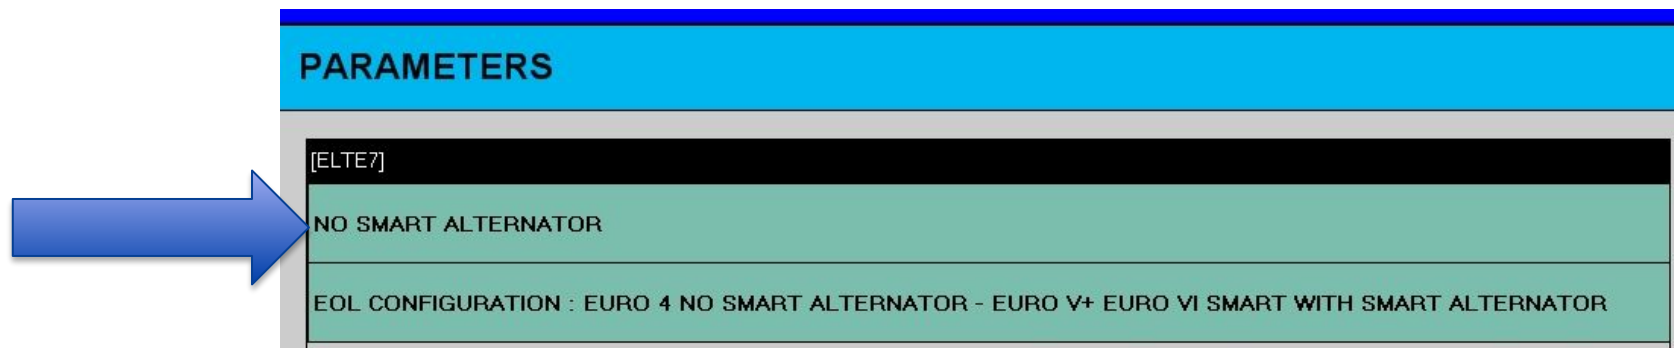 PARAMETERS
[ELTE7]
NO SMART ALTERNATOR
EOL CONFIGURATION : EURO 4 NO SMART ALTERNATOR - EURO V+ EURO VI SMART WITH SMART ALTERNATOR